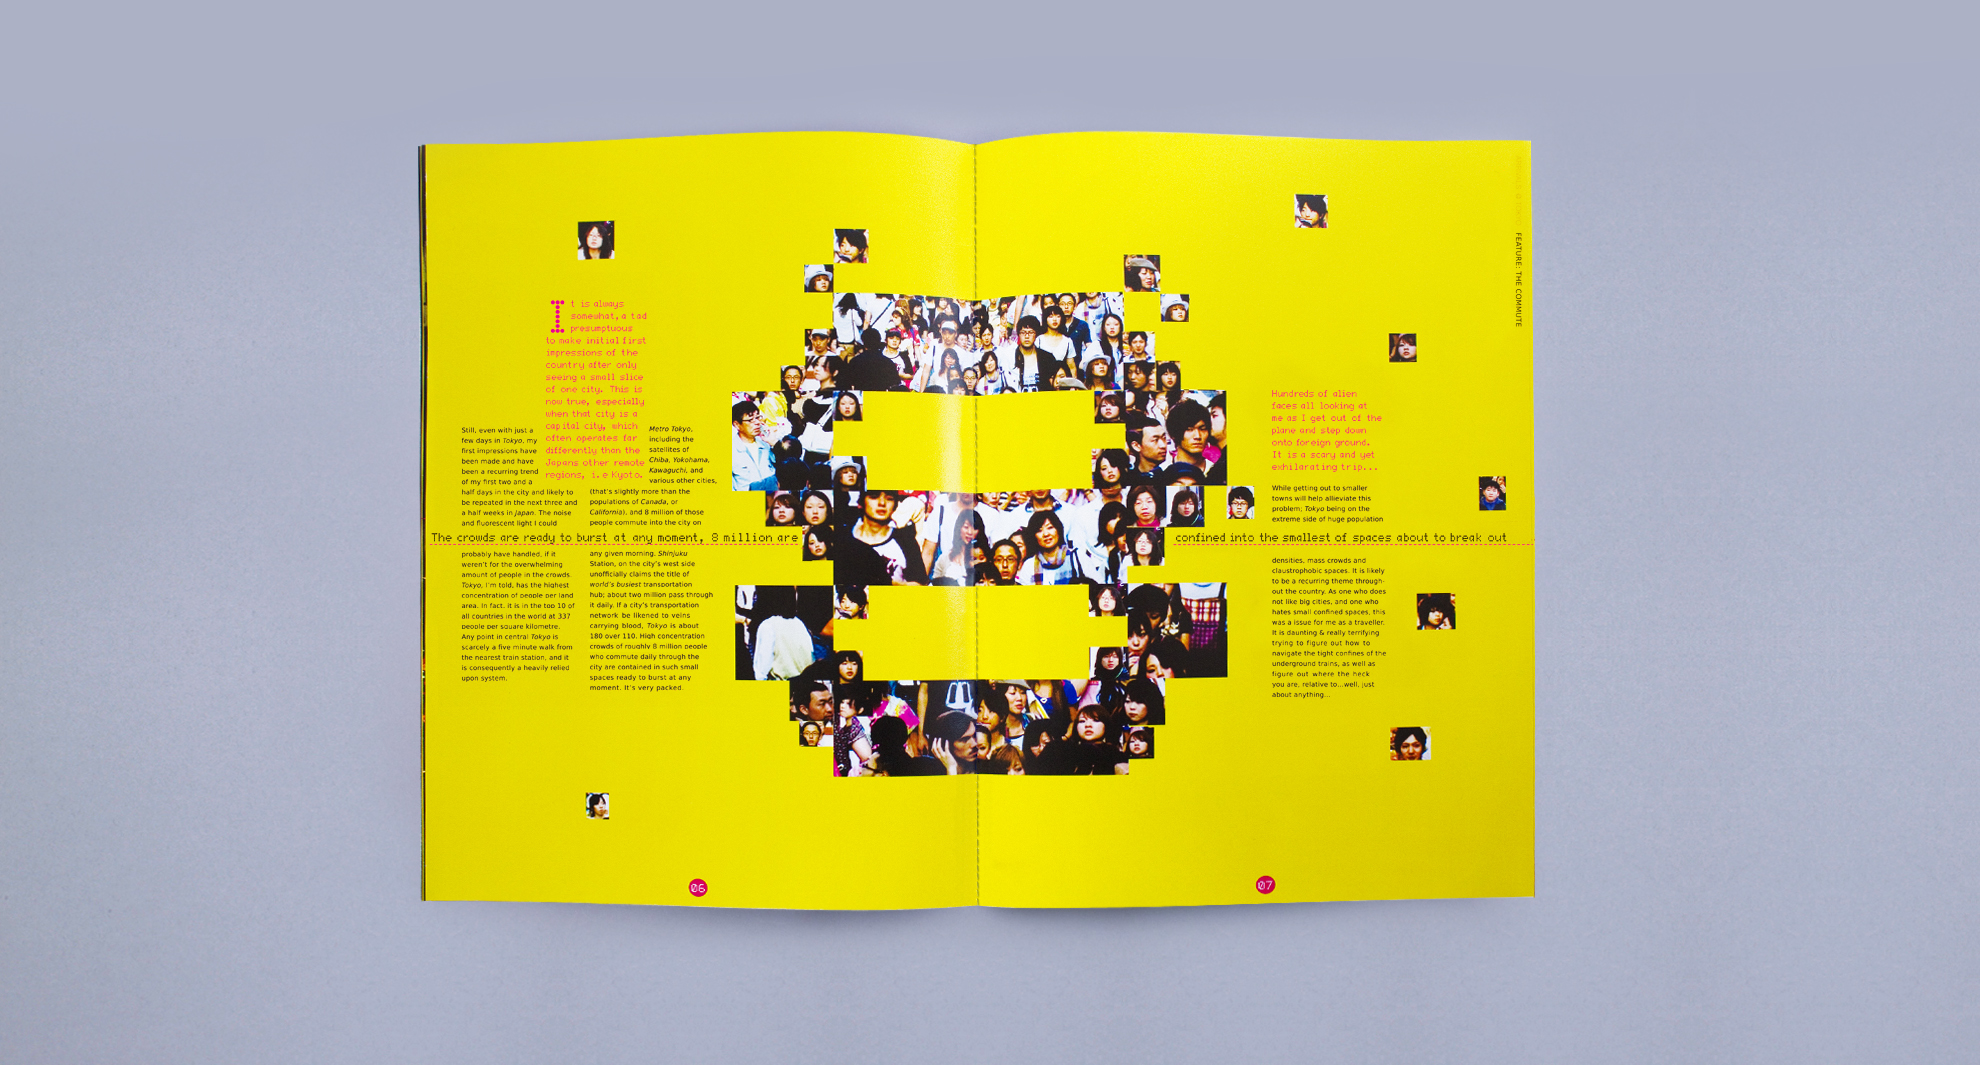 It is always
somewhat, a tad
presumptuous
to make initial first
impressions of the
country after only
seeing a small slice
of one city. This is
now true, especially
when that city is a
capital city, which
often operates far
differently than the
Japans other remote
regions, i.e Kyoto.
Still, even with just a
few days in Tokyo, my
first impressions have
been made and have
been a recurring trend
of my first two and a
half days in the city and likely to
be repeated in the next three and
a half weeks in Japan. The noise
and fluorescent light I could
probably have handled, if it
weren't for the overwhelming
amount of people in the crowds.
Tokyo, I'm told, has the highest
concentration of people per land
area. In fact, it is in the top 10 of
all countries in the world at 337
people per square kilometre.
Any point in central Tokyo is
scarcely a five minute walk from
the nearest train station, and it
is consequently a heavily relied
upon system.
Metro Tokyo,
including the
satellites of
Chiba, Yokohama,
Kawaguchi, and
various other cities,
(that's slightly more than the
populations of Canada, or
California), and 8 million of those
people commute into the city on
any given morning. Shinjuku
Station, on the city's west side
unofficially claims the title of
world's busiest transportation
hub; about two million pass through
it daily. If a city's transportation
network be likened to veins
carrying blood, Tokyo is about
180 over 110. High concentration
crowds of roughly 8 million people
who commute daily through the
city are contained in such small
spaces ready to burst at any
moment. It's very packed.
The crowds are ready to burst at any moment, 8 million are
confined into the smallest of spaces about to break out
Hundreds of alien
faces all looking at
me as I get out of the
plane and step down
onto foreign ground.
It is a scary and yet
exhilarating trip...
While getting out to smaller
towns will help allieviate this
problem; Tokyo being on the
extreme side of huge population
densities, mass crowds and
claustrophobic spaces. It is likely
to be a recurring theme through-
out the country. As one who does
not like big cities, and one who
hates small confined spaces, this
was a issue for me as a traveller.
It is daunting & really terrifying
trying to figure out how to
navigate the tight confines of the
underground trains, as well as
figure out where the heck
you are, relative to...well, just
about anything...
FEATURE: THE COMMUTE
06
07